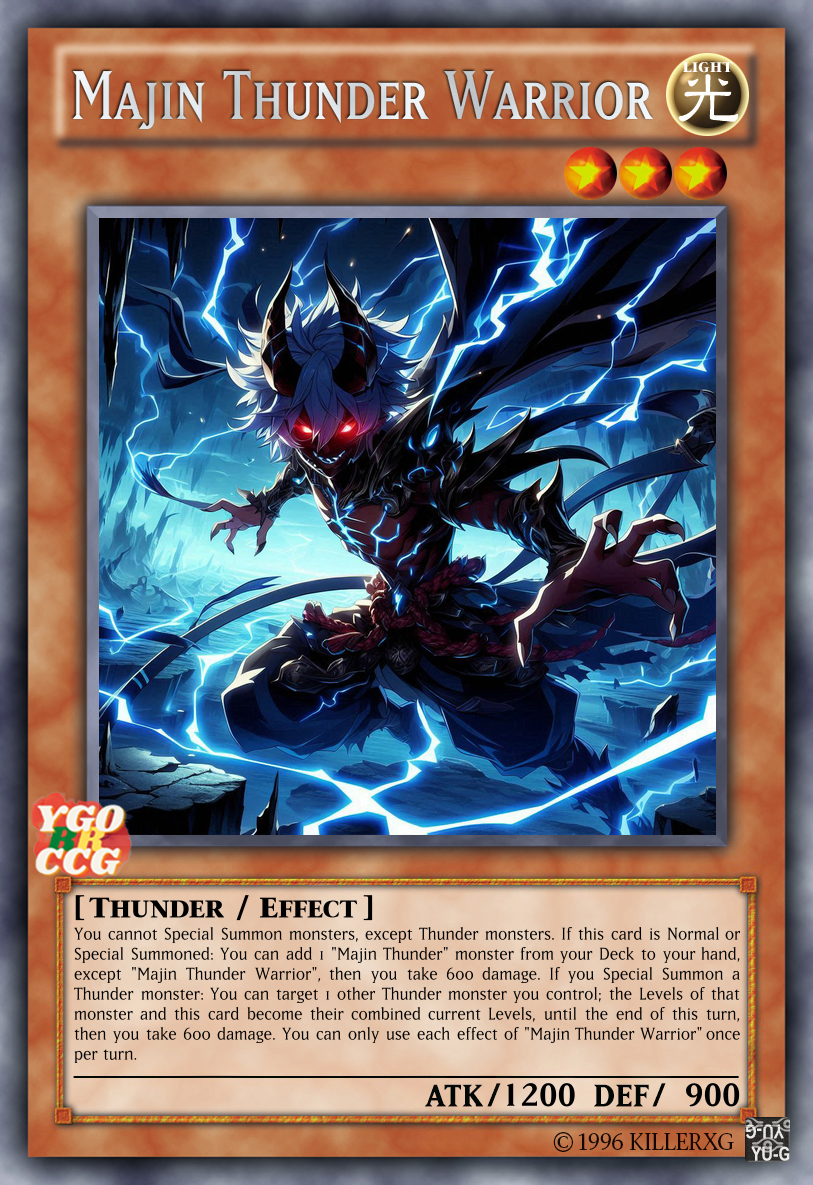 MAJIN THUNDER WARRIOR
LIGHT
光
YGO
RR
CCG
[ THUNDER / EFFECT ]
You cannot Special Summon monsters, except Thunder monsters. If this card is Normal or
Special Summoned: You can add 1 "Majin Thunder" monster from your Deck to your hand,
except "Majin Thunder Warrior", then you take 600 damage. If you Special Summon a
Thunder monster: You can target 1 other Thunder monster you control; the Levels of that
monster and this card become their combined current Levels, until the end of this turn,
then you take 600 damage. You can only use each effect of "Majin Thunder Warrior" once
per turn.
ATK/1200 DEF/ 900
© 1996 KILLERXG
YU-G
YU-G